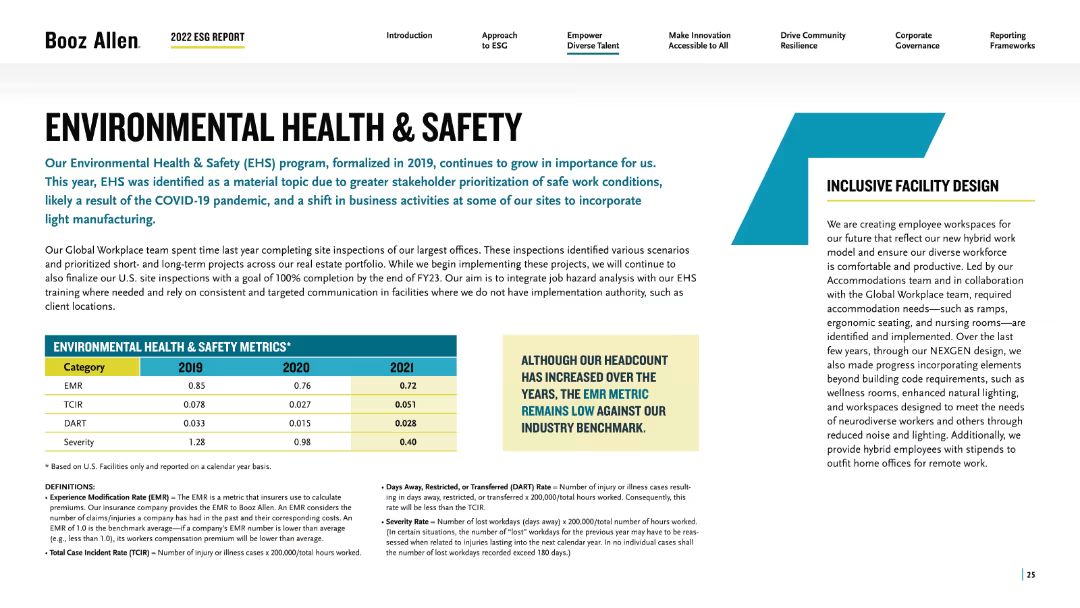 Booz Allen
2022 ESG REPORT
Introduction
Approach
to ESG
Empower
Diverse Talent
Make Innovation
Accessible to All
Drive Community
Resilience
Corporate
Governance
Reporting
Frameworks
ENVIRONMENTAL HEALTH & SAFETY
Our Environmental Health & Safety (EHS) program, formalized in 2019, continues to grow in importance for us.
This year, EHS was identified as a material topic due to greater stakeholder prioritization of safe work conditions,
likely a result of the COVID-19 pandemic, and a shift in business activities at some of our sites to incorporate
light manufacturing.
Our Global Workplace team spent time last year completing site inspections of our largest offices. These inspections identified various scenarios
and prioritized short- and long-term projects across our real estate portfolio. While we begin implementing these projects, we will continue to
also finalize our U.S. site inspections with a goal of 100% completion by the end of FY23. Our aim is to integrate job hazard analysis with our EHS
training where needed and rely on consistent and targeted communication in facilities where we do not have implementation authority, such as
client locations.
ENVIRONMENTAL HEALTH & SAFETY METRICS*
Category 2019 2020 2021
EMR 0.85 0.76 0.72
TCIR 0.078 0.027 0.051
DART 0.033 0.015 0.028
Severity 1.28 0.98 0.40
* Based on U.S. Facilities only and reported on a calendar year basis.
ALTHOUGH OUR HEADCOUNT
HAS INCREASED OVER THE
YEARS, THE EMR METRIC
REMAINS LOW AGAINST OUR
INDUSTRY BENCHMARK.
DEFINITIONS:
• Experience Modification Rate (EMR) – The EMR is a metric that insurers use to calculate
premiums. Our insurance company provides the EMR to Booz Allen. An EMR considers the
number of claims/injuries a company has had in the past and their corresponding costs. An
EMR of 1.0 is the benchmark average—if a company's EMR number is lower than average
(e.g., less than 1.0), its workers compensation premium will be lower than average.
• Total Case Incident Rate (TCIR) – Number of injury or illness cases x 200,000/total hours worked.
• Days Away, Restricted, or Transferred (DART) Rate – Number of injury or illness cases result-
ing in days away, restricted, or transferred x 200,000/total hours worked. Consequently, this
rate will be less than the TCIR.
• Severity Rate – Number of lost workdays (days away) x 200,000/total number of hours worked.
(In certain situations, the number of "lost" workdays for the previous year may have to be reas-
sessed when related to injuries lasting into the next calendar year. In no individual cases shall
the number of lost workdays recorded exceed 180 days.)
INCLUSIVE FACILITY DESIGN
We are creating employee workspaces for
our future that reflect our new hybrid work
model and ensure our diverse workforce
is comfortable and productive. Led by our
Accommodations team and in collaboration
with the Global Workplace team, required
accommodation needs—such as ramps,
ergonomic seating, and nursing rooms—are
identified and implemented. Over the last
few years, through our NEXGEN design, we
also made progress incorporating elements
beyond building code requirements, such as
wellness rooms, enhanced natural lighting,
and workspaces designed to meet the needs
of neurodiverse workers and others through
reduced noise and lighting. Additionally, we
provide hybrid employees with stipends to
outfit home offices for remote work.
25